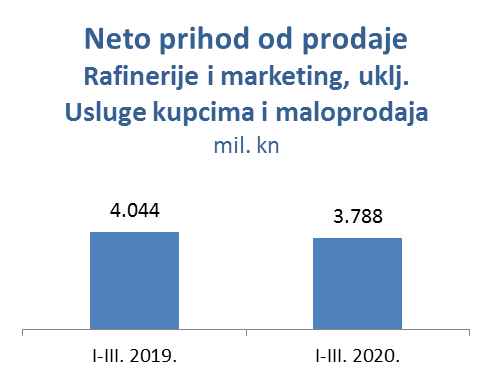 Neto prihod od prodaje
Rafinerije i marketing, uklj.
Usluge kupcima i maloprodaja
mil. kn
4.044
3.788
I-III. 2019.
I-III. 2020.